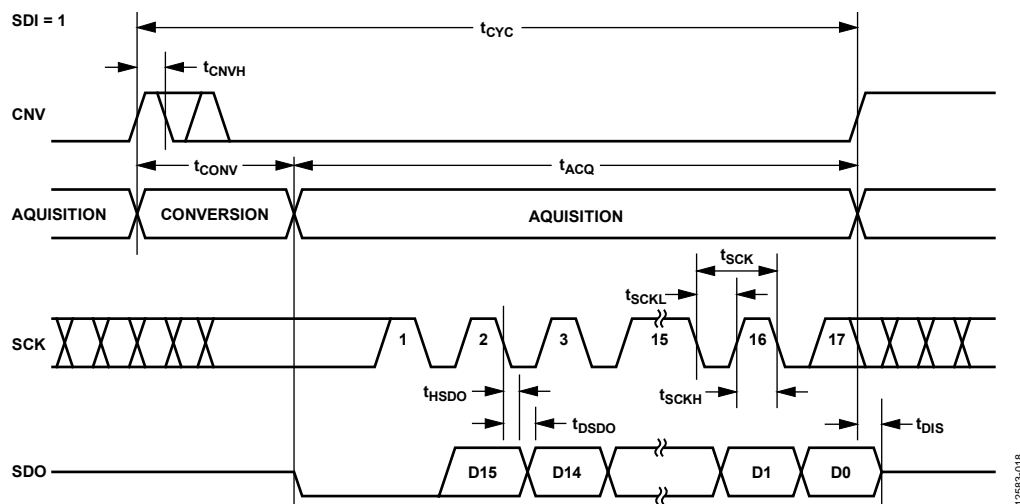 SDI = 1
tCYC
tCNVH
CNV
tCONV
tACQ
AQUISITION
CONVERSION
AQUISITION
tSCK
tSCKL
SCK
1
2
3
15
16
17
tHSDO
tSCKH
tDSDO
tDIS
SDO
D15
D14
D1
D0
12583-018